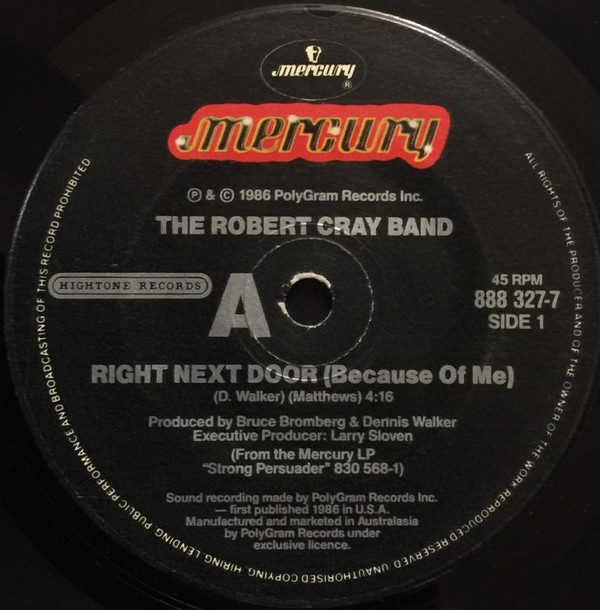 mercury
®
mercury
℗ & © 1986 PolyGram Records Inc.
THE ROBERT CRAY BAND
HIGHTONE RECORDS
A
45 RPM
888 327-7
SIDE 1
RIGHT NEXT DOOR (Because Of Me)
(D. Walker) (Matthews) 4:16
Produced by Bruce Bromberg & Dennis Walker
Executive Producer: Larry Sloven
(From the Mercury LP
"Strong Persuader" 830 568-1)
Sound recording made by PolyGram Records Inc.
— first published 1986 in U.S.A.
Manufactured and marketed in Australasia
by PolyGram Records under
exclusive licence.
ALL RIGHTS OF THE PRODUCER AND OF THE OWNER OF THE WORK REPRODUCED RESERVED. UNAUTHORISED COPYING, HIRING, LENDING, PUBLIC PERFORMANCE AND BROADCASTING OF THIS RECORD PROHIBITED